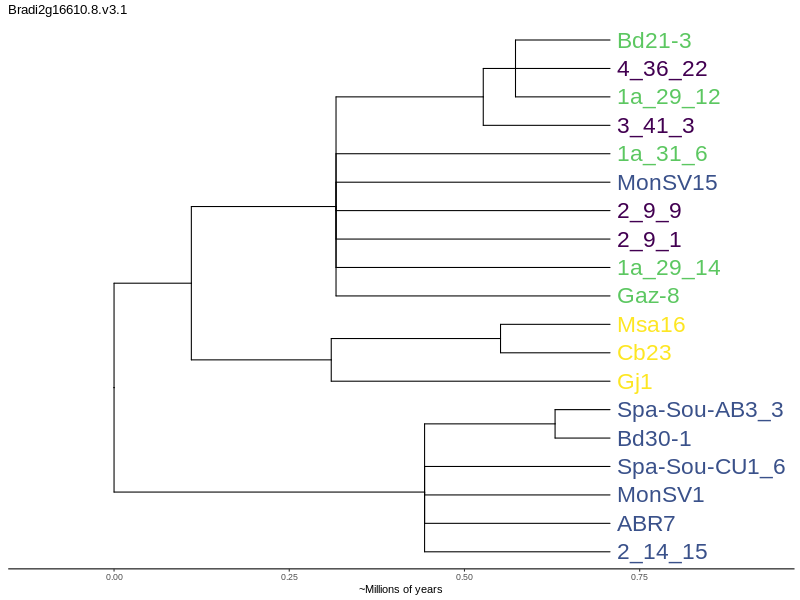 Bradi2g16610.8.v3.1
Bd21-3
4_36_22
1a_29_12
3_41_3
1a_31_6
MonSV15
2_9_9
2_9_1
1a_29_14
Gaz-8
Msa16
Cb23
Gj1
Spa-Sou-AB3_3
Bd30-1
Spa-Sou-CU1_6
MonSV1
ABR7
2_14_15
0.00 0.25 0.50 0.75
~Millions of years